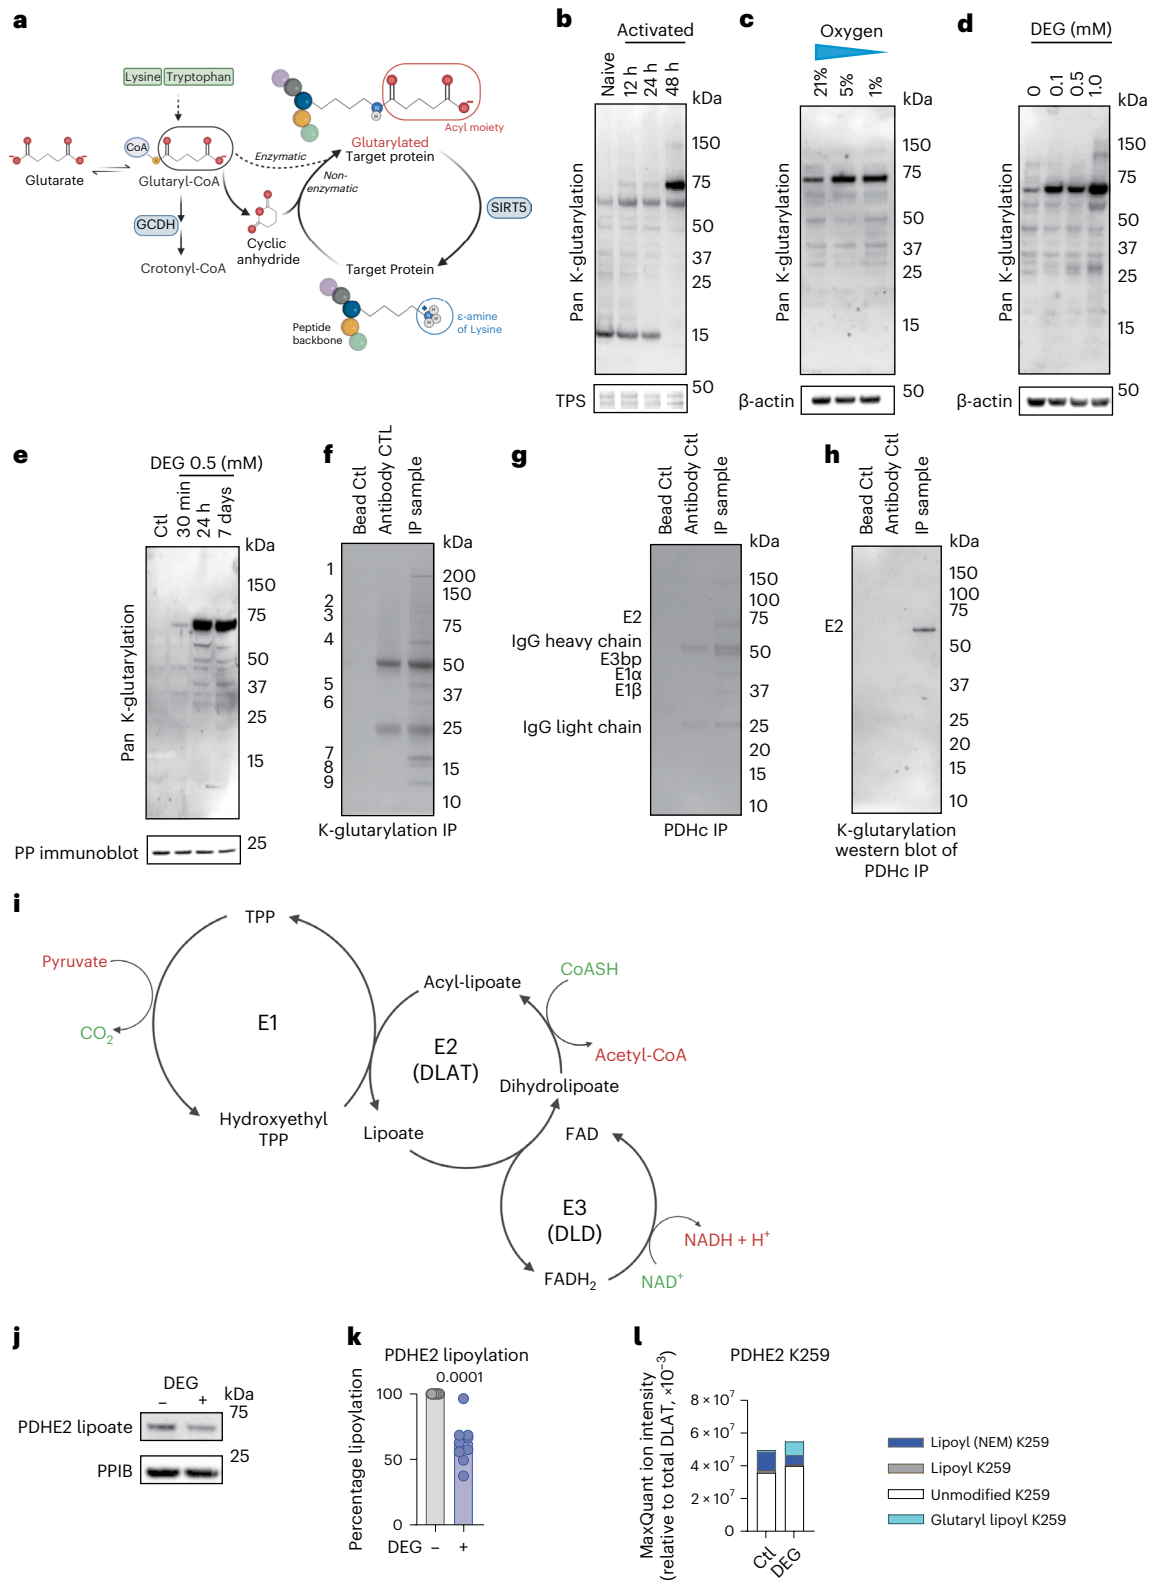 a
Lysine Tryptophan
CoA
Glutarate
Glutaryl-CoA
GCDH
Crotonyl-CoA
Enzymatic
Non-
enzymatic
Cyclic
anhydride
Acyl moiety
Glutarylated
Target protein
SIRT5
Target Protein
Peptide
backbone
ε-amine
of Lysine
b
Activated
Naive
12 h
24 h
48 h
kDa
150
75
50
37
25
15
50
Pan K-glutarylation
TPS
c
Oxygen
21%
5%
1%
kDa
150
75
50
37
25
15
50
Pan K-glutarylation
β-actin
d
DEG (mM)
0
0.1
0.5
1.0
kDa
150
75
50
37
25
15
50
Pan K-glutarylation
β-actin
e
DEG 0.5 (mM)
Ctl
30 min
24 h
7 days
kDa
150
75
50
37
25
15
25
Pan K-glutarylation
PP immunoblot
f
Bead Ctl
Antibody CTL
IP sample
kDa
1
2
3
4
5
6
7
8
9
200
150
75
50
37
25
15
10
K-glutarylation IP
g
Bead Ctl
Antibody Ctl
IP sample
kDa
E2
IgG heavy chain
E3bp
E1α
E1β
IgG light chain
150
100
75
50
37
25
20
15
10
PDHc IP
h
Bead Ctl
Antibody Ctl
IP sample
kDa
E2
150
100
75
50
37
25
20
15
10
K-glutarylation
western blot of
PDHc IP
i
TPP
Pyruvate
CO2
E1
Hydroxyethyl
TPP
Acyl-lipoate
E2
(DLAT)
Lipoate
CoASH
Acetyl-CoA
Dihydrolipoate
FAD
E3
(DLD)
FADH2
NADH + H+
NAD+
j
DEG
− +
kDa
75
25
PDHE2 lipoate
PPIB
k
PDHE2 lipoylation
0.0001
Percentage lipoylation
100
50
0
DEG − +
l
PDHE2 K259
MaxQuant ion intensity
(relative to total DLAT, ×10−3)
8 × 10⁷
6 × 10⁷
4 × 10⁷
2 × 10⁷
0
Ctl
DEG
Lipoyl (NEM) K259
Lipoyl K259
Unmodified K259
Glutaryl lipoyl K259